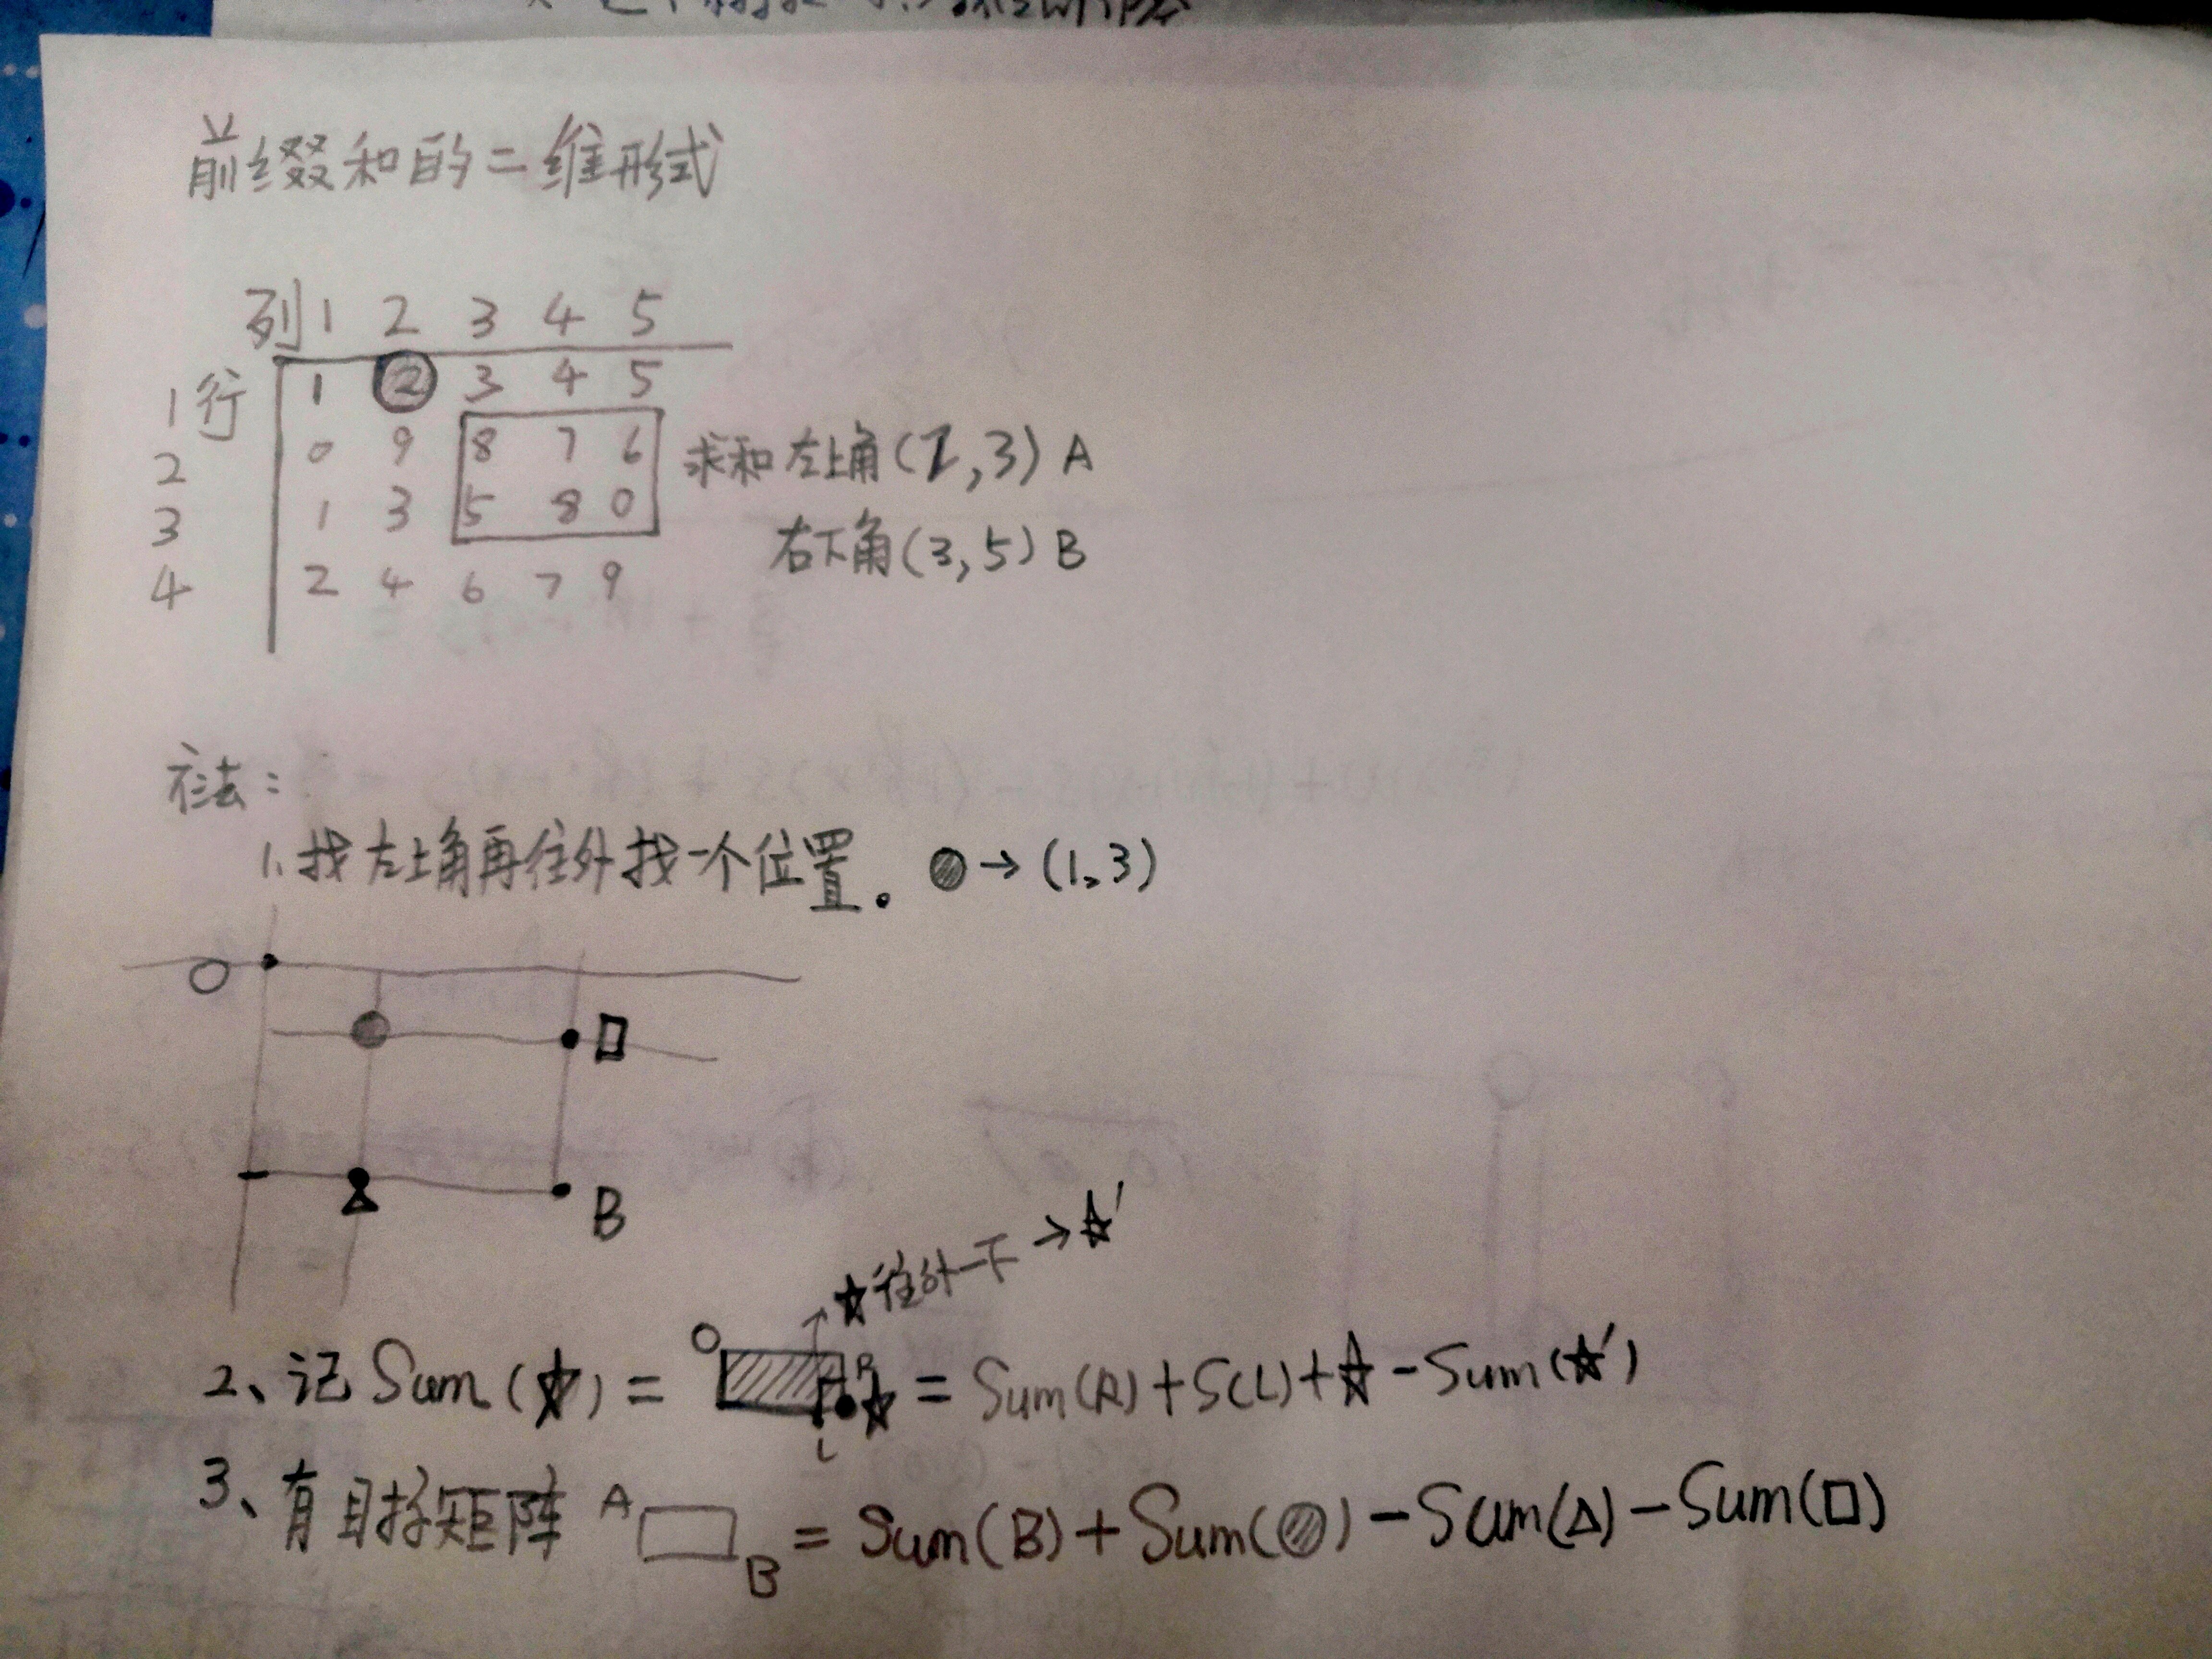 前缀和的二维形式
列 1 2 3 4 5
1行 1 2 3 4 5
2 0 9 8 7 6 求和 左上角(2,3) A
3 1 3 5 8 0
右下角(3,5) B
4 2 4 6 7 9
方法:
1. 找左上角再往外找一个位置。 → (1,3)
O □
△ B
☆往外一下 → ☆'
2、记 Sum(☆) = O R L ☆ = Sum(R)+S(L)+☆-Sum(☆')
3、有目标矩阵 A □ B = Sum(B)+Sum( )-Sum(△)-Sum(□)